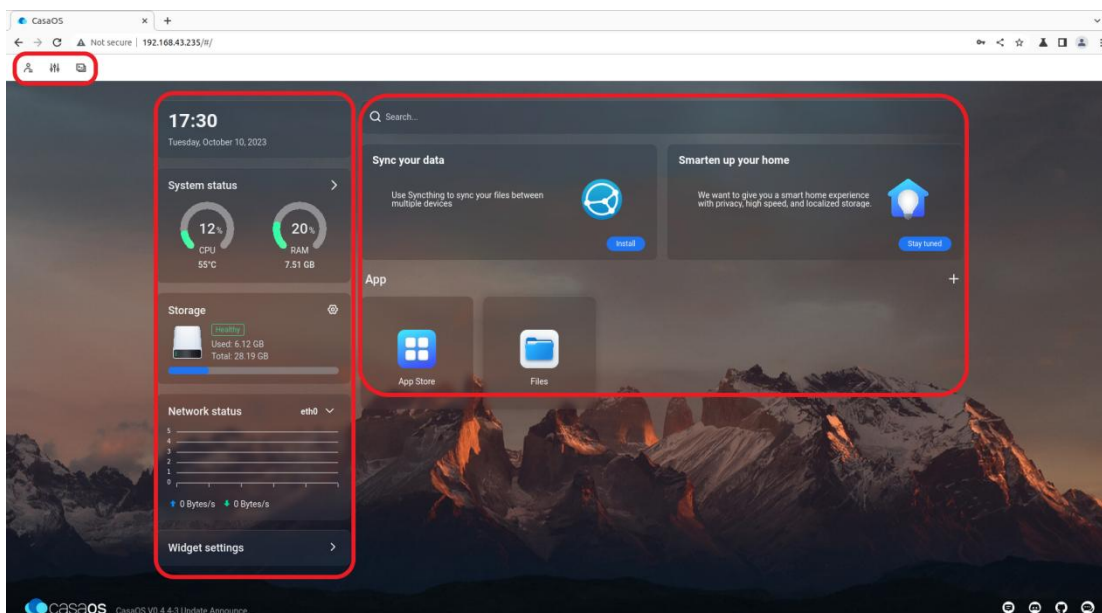 CasaOS
Not secure | 192.168.43.235/#/
17:30
Tuesday, October 10, 2023
System status
12%
CPU
55°C
20%
RAM
7.51 GB
Storage
Healthy
Used: 6.12 GB
Total: 28.19 GB
Network status eth0
5
4
3
2
1
0
0 Bytes/s 0 Bytes/s
Widget settings
Search...
Sync your data
Use Syncthing to sync your files between
multiple devices
Install
Smarten up your home
We want to give you a smart home experience
with privacy, high speed, and localized storage.
Stay tuned
App
App Store
Files
casaOS CasaOS V0.4.4-3 Update Announce